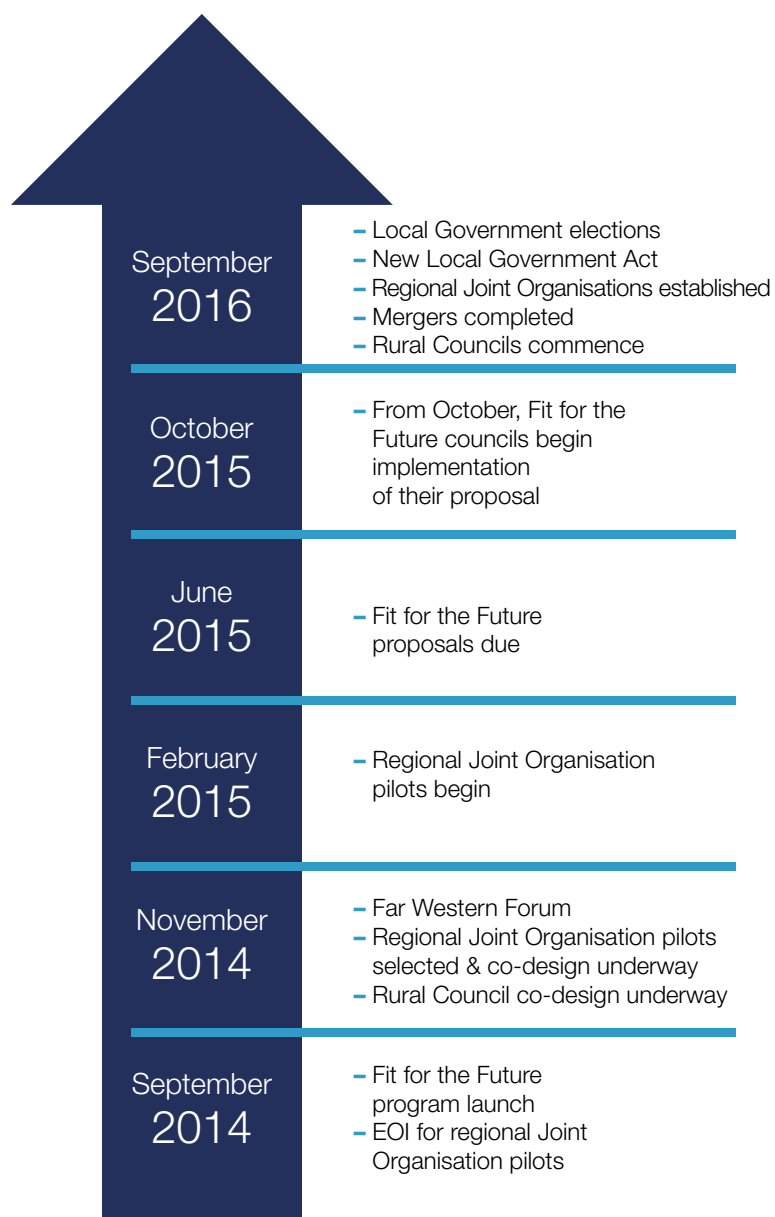 September
2016
– Local Government elections
– New Local Government Act
– Regional Joint Organisations established
– Mergers completed
– Rural Councils commence
October
2015
– From October, Fit for the
Future councils begin
implementation
of their proposal
June
2015
– Fit for the Future
proposals due
February
2015
– Regional Joint Organisation
pilots begin
November
2014
– Far Western Forum
– Regional Joint Organisation pilots
selected & co-design underway
– Rural Council co-design underway
September
2014
– Fit for the Future
program launch
– EOI for regional Joint
Organisation pilots